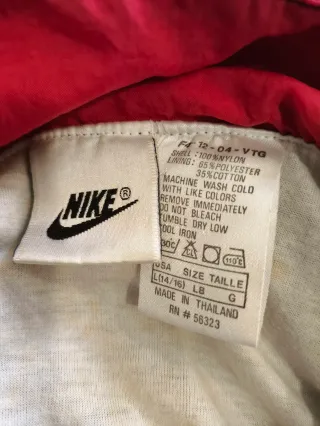 NIKE®
F4 12-04-VTG
SHELL: 100%NYLON
LINING: 65%POLYESTER
35%COTTON
MACHINE WASH COLD
WITH LIKE COLORS
REMOVE IMMEDIATELY
DO NOT BLEACH
TUMBLE DRY LOW
COOL IRON
110°C
USA SIZE TAILLE
L(14/16) LB G
MADE IN THAILAND
RN # 56323